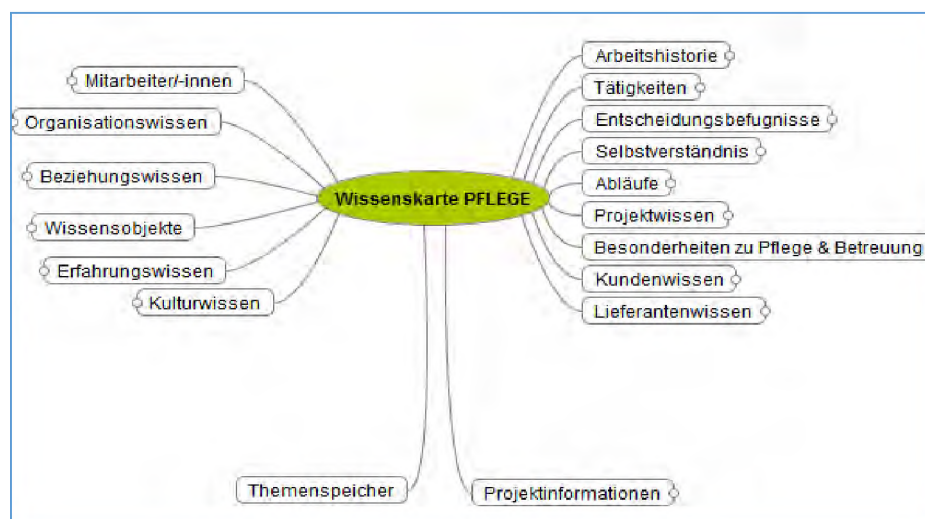 Mitarbeiter/-innen
Organisationswissen
Beziehungswissen
Wissensobjekte
Erfahrungswissen
Kulturwissen
Wissenskarte PFLEGE
Arbeitshistorie
Tätigkeiten
Entscheidungsbefugnisse
Selbstverständnis
Abläufe
Projektwissen
Besonderheiten zu Pflege & Betreuung
Kundenwissen
Lieferantenwissen
Themenspeicher
Projektinformationen